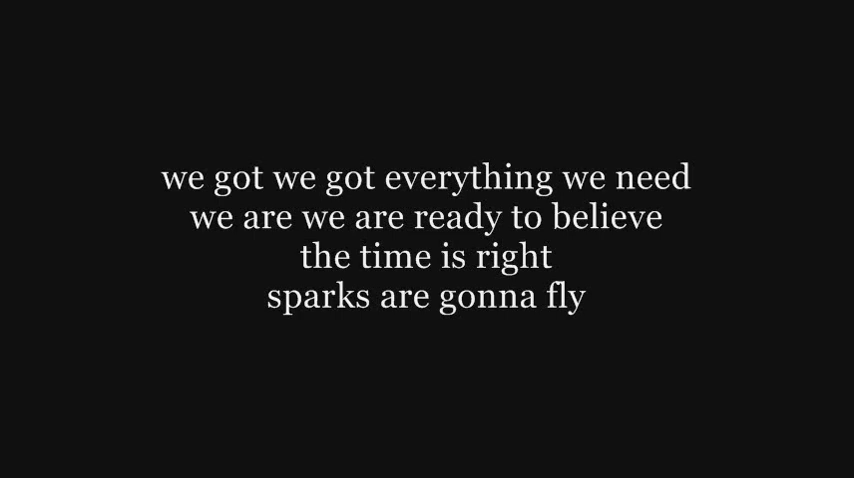 we got we got everything we need
we are we are ready to believe
the time is right
sparks are gonna fly